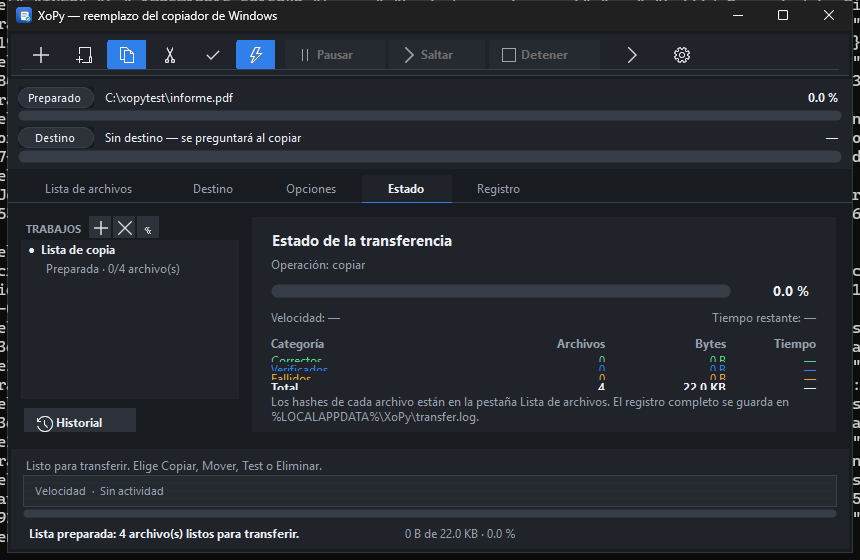 XoPy — reemplazo del copiador de Windows
Pausar
Saltar
Detener
Preparado
C:\xopytest\informe.pdf
0.0 %
Destino
Sin destino — se preguntará al copiar
—
Lista de archivos
Destino
Opciones
Estado
Registro
TRABAJOS
Lista de copia
Preparada · 0/4 archivo(s)
Historial
Estado de la transferencia
Operación: copiar
0.0 %
Velocidad: —
Tiempo restante: —
Categoría Archivos Bytes Tiempo
Correctos 0 0 B —
Verificados 0 0 B —
Fallidos 0 0 B —
Total 4 22.0 KB —
Los hashes de cada archivo están en la pestaña Lista de archivos. El registro completo se guarda en
%LOCALAPPDATA%\XoPy\transfer.log.
Listo para transferir. Elige Copiar, Mover, Test o Eliminar.
Velocidad · Sin actividad
Lista preparada: 4 archivo(s) listos para transferir.
0 B de 22.0 KB · 0.0 %